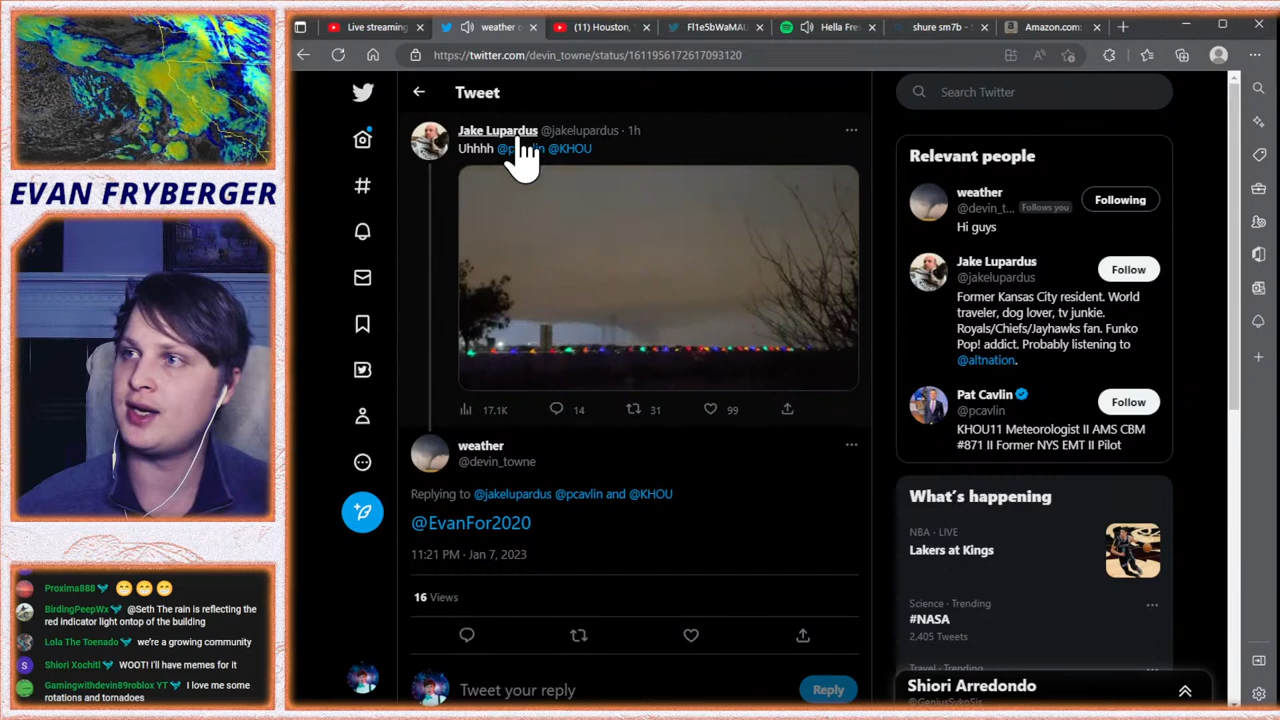 Live streaming
weather
(11) Houston,
Fl1e5bWaMAU
Hella Fres
shure sm7b
Amazon.com
https://twitter.com/devin_towne/status/1611956172617093120
EVAN FRYBERGER
Proxima888
BirdingPeepWx @Seth The rain is reflecting the
red indicator light ontop of the building
Lola The Toenado we're a growing community
Shiori Xochitl WOOT! I'll have memes for it
Gamingwithdevin89roblox YT I love me some
rotations and tornadoes
Tweet
Jake Lupardus @jakelupardus · 1h
Uhhhh @KHOU
17.1K 14 31 99
weather
@devin_towne
Replying to @jakelupardus @pcavlin and @KHOU
@EvanFor2020
11:21 PM · Jan 7, 2023
16 Views
Tweet your reply
Reply
Search Twitter
Relevant people
weather
@devin_t... Follows you
Following
Hi guys
Jake Lupardus
@jakelupardus
Follow
Former Kansas City resident. World
traveler, dog lover, tv junkie.
Royals/Chiefs/Jayhawks fan. Funko
Pop! addict. Probably listening to
@altnation.
Pat Cavlin
@pcavlin
Follow
KHOU11 Meteorologist II AMS CBM
#871 II Former NYS EMT II Pilot
What's happening
NBA · LIVE
Lakers at Kings
Science · Trending
#NASA
2,405 Tweets
Shiori Arredondo